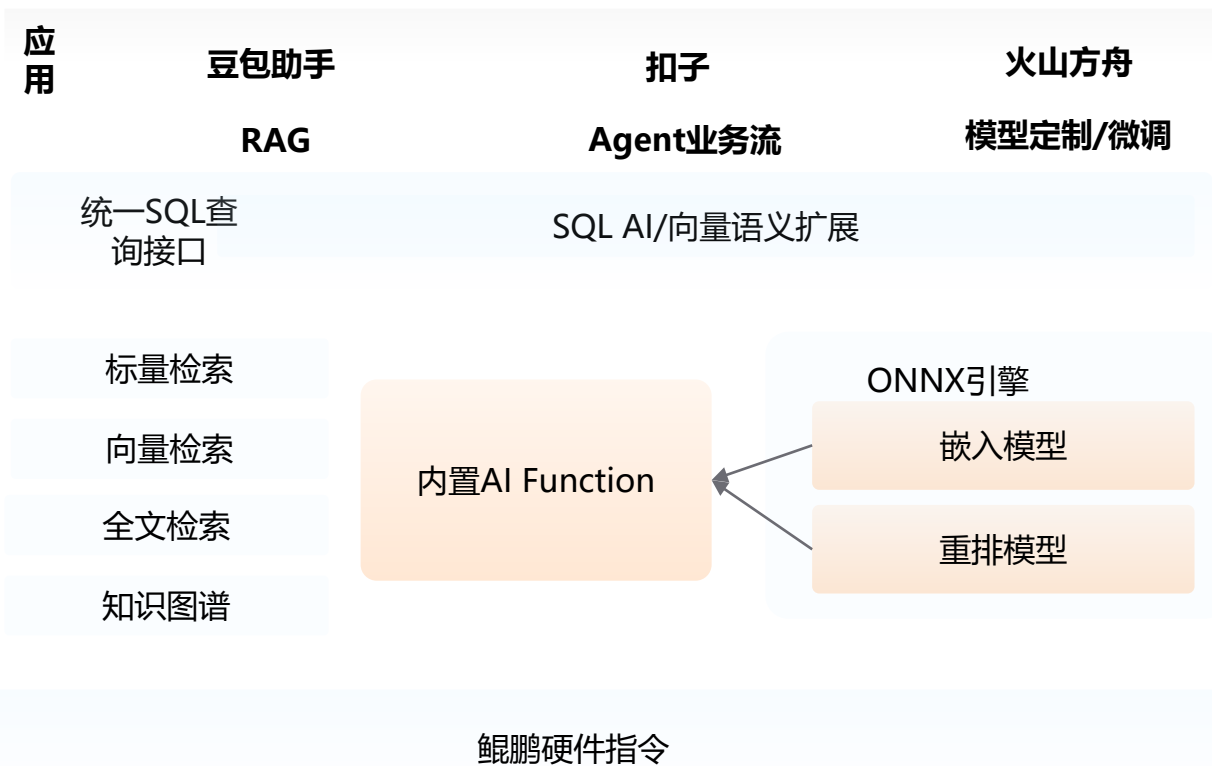 应
用
豆包助手
扣子
火山方舟
RAG
Agent业务流
模型定制/微调
统一SQL查
询接口
SQL AI/向量语义扩展
标量检索
向量检索
全文检索
知识图谱
内置AI Function
ONNX引擎
嵌入模型
重排模型
鲲鹏硬件指令